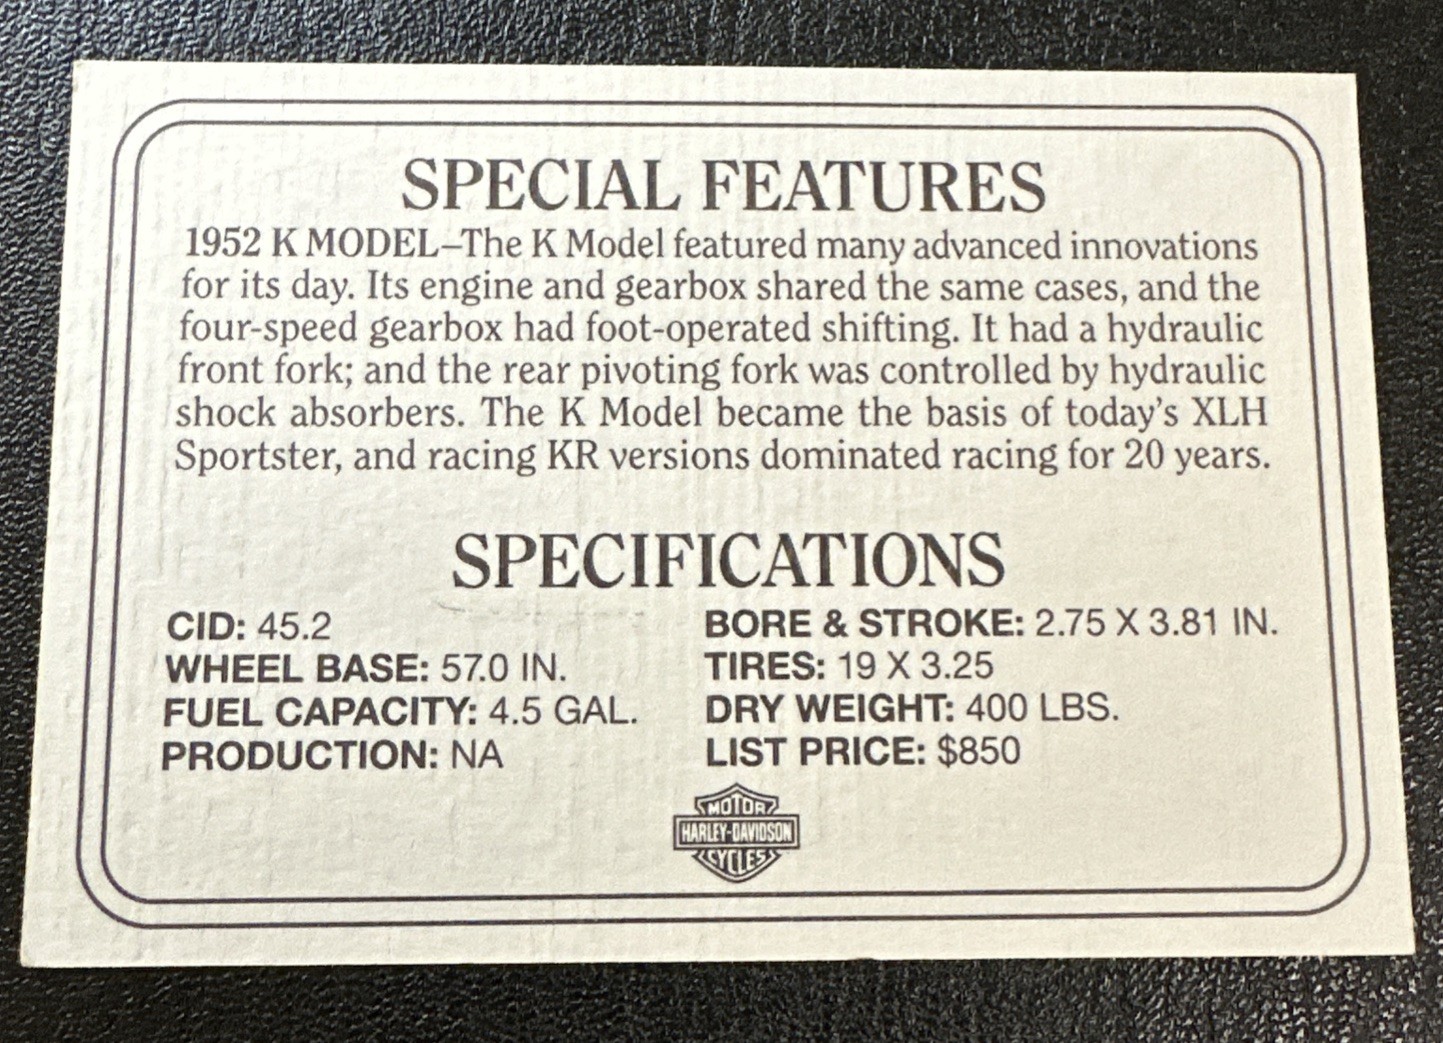 SPECIAL FEATURES
1952 K MODEL–The K Model featured many advanced innovations
for its day. Its engine and gearbox shared the same cases, and the
four-speed gearbox had foot-operated shifting. It had a hydraulic
front fork; and the rear pivoting fork was controlled by hydraulic
shock absorbers. The K Model became the basis of today's XLH
Sportster, and racing KR versions dominated racing for 20 years.
SPECIFICATIONS
CID: 45.2
WHEEL BASE: 57.0 IN.
FUEL CAPACITY: 4.5 GAL.
PRODUCTION: NA
BORE & STROKE: 2.75 X 3.81 IN.
TIRES: 19 X 3.25
DRY WEIGHT: 400 LBS.
LIST PRICE: $850
MOTOR
HARLEY-DAVIDSON
CYCLES